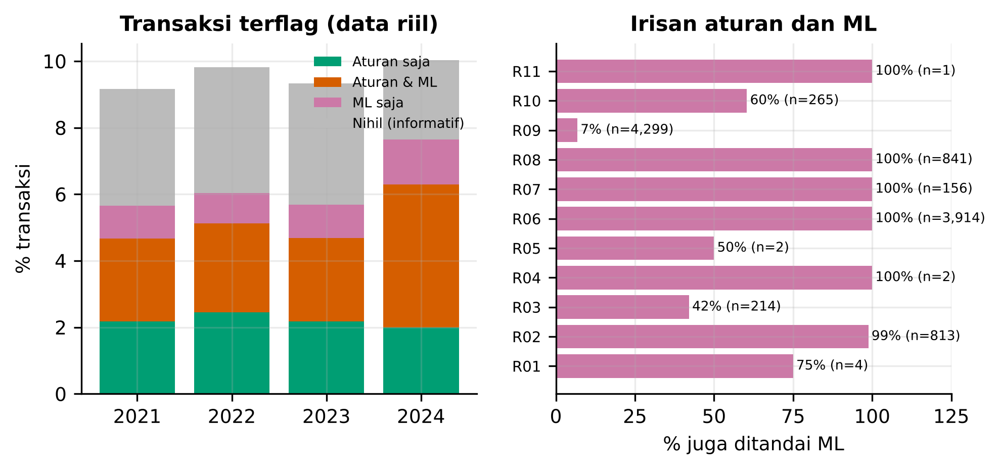 Transaksi terflag (data riil)
% transaksi
10
8
6
4
2
0
2021
2022
2023
2024
Aturan saja
Aturan & ML
ML saja
Nihil (informatif)
Irisan aturan dan ML
R11
100% (n=1)
R10
60% (n=265)
R09
7% (n=4,299)
R08
100% (n=841)
R07
100% (n=156)
R06
100% (n=3,914)
R05
50% (n=2)
R04
100% (n=2)
R03
42% (n=214)
R02
99% (n=813)
R01
75% (n=4)
0
25
50
75
100
125
% juga ditandai ML